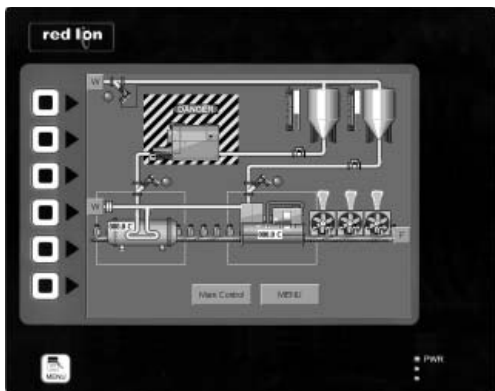 red lion
W
DANGER
W
F
Main Control
MENU
MENU
PWR